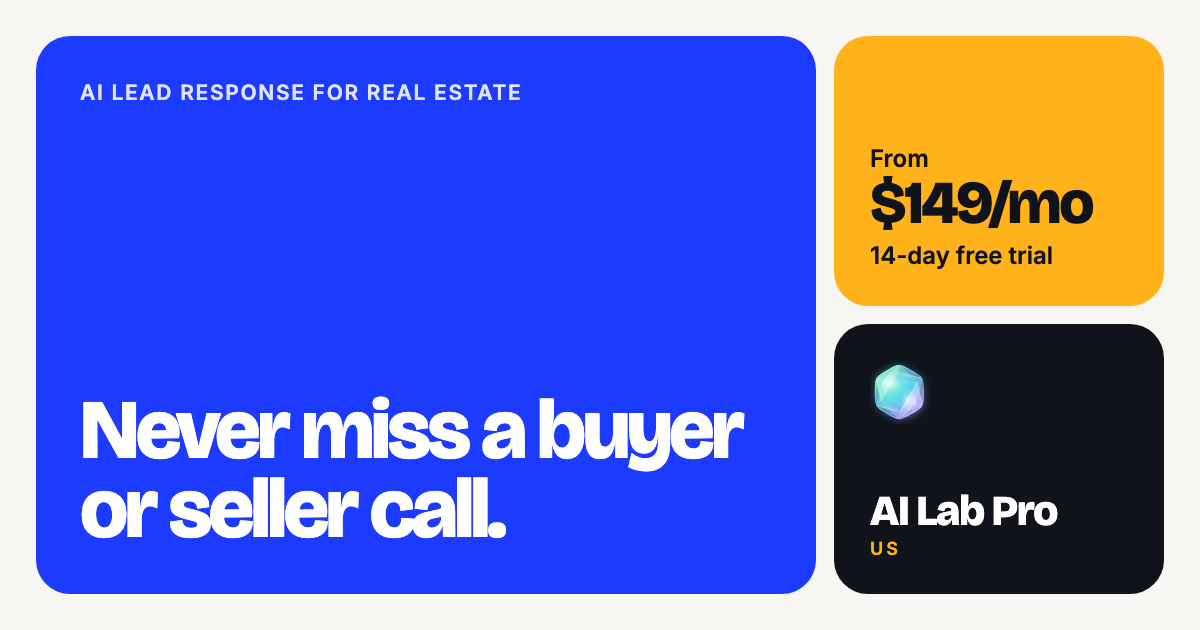 AI LEAD RESPONSE FOR REAL ESTATE
Never miss a buyer
or seller call.
From
$149/mo
14-day free trial
AI Lab Pro
US